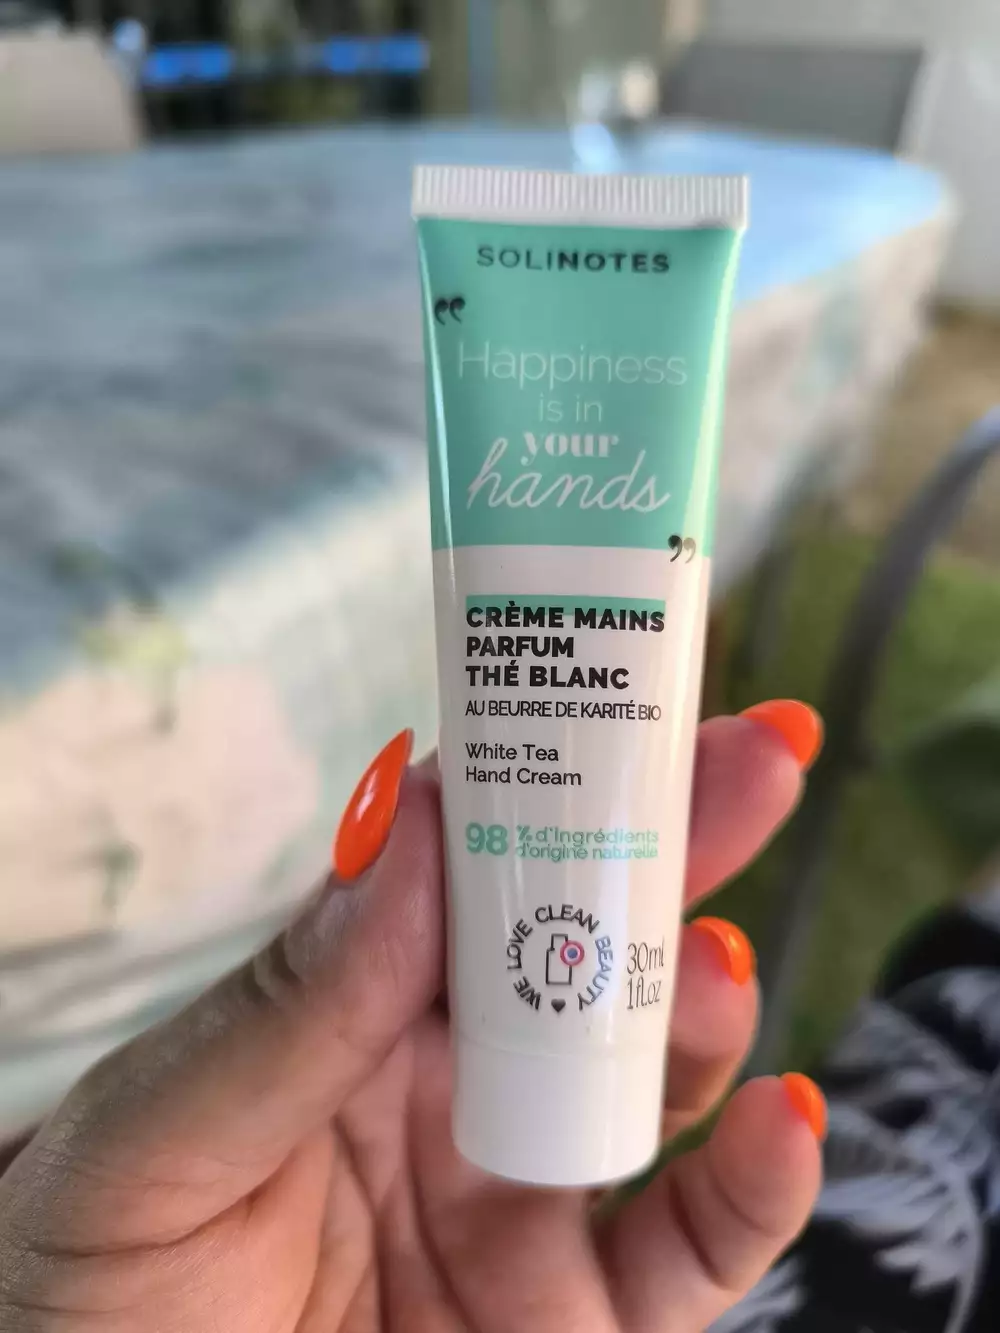 SOLINOTES
“
Happiness
is in
your
hands
”
CRÈME MAINS
PARFUM
THÉ BLANC
AU BEURRE DE KARITÉ BIO
White Tea
Hand Cream
98 % d'Ingrédients
d'origine naturelle
WE LOVE CLEAN BEAUTY
30ml
1fl.oz